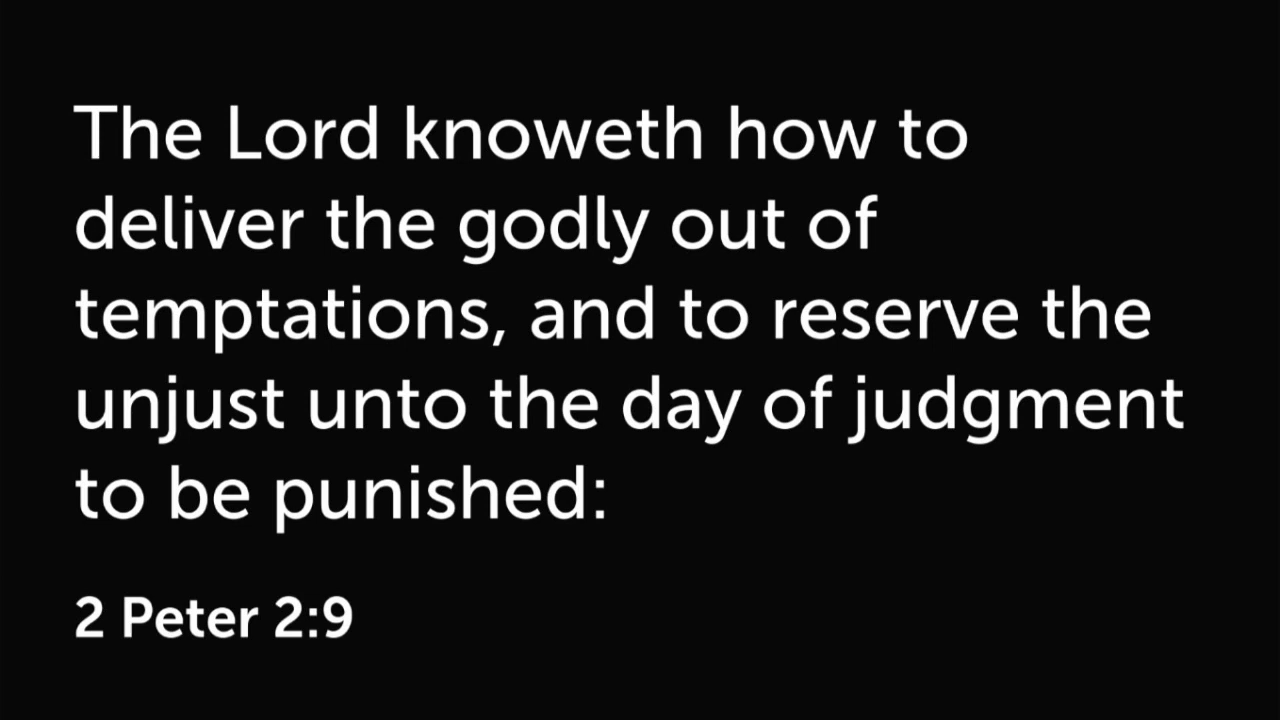 The Lord knoweth how to
deliver the godly out of
temptations, and to reserve the
unjust unto the day of judgment
to be punished:
2 Peter 2:9